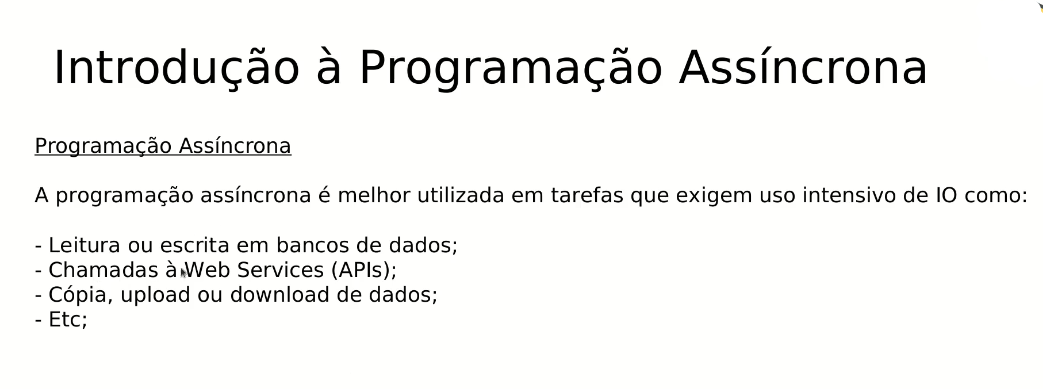 Introdução à Programação Assíncrona
Programação Assíncrona
A programação assíncrona é melhor utilizada em tarefas que exigem uso intensivo de IO como:
- Leitura ou escrita em bancos de dados;
- Chamadas à Web Services (APIs);
- Cópia, upload ou download de dados;
- Etc;